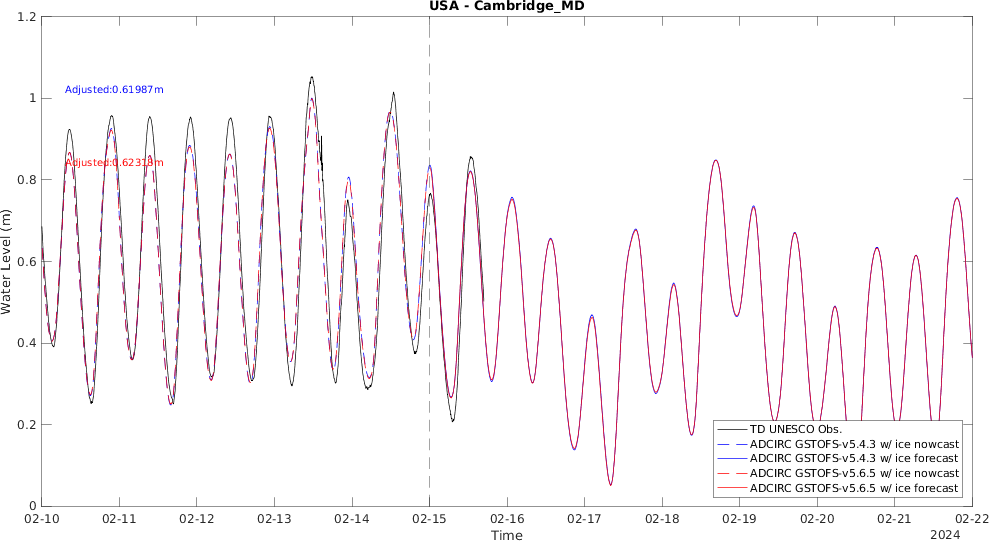 USA - Cambridge_MD
1.2
1
0.8
0.6
0.4
0.2
0
Water Level (m)
Adjusted:0.61987m
Adjusted:0.62313m
TD UNESCO Obs.
ADCIRC GSTOFS-v5.4.3 w/ ice nowcast
ADCIRC GSTOFS-v5.4.3 w/ ice forecast
ADCIRC GSTOFS-v5.6.5 w/ ice nowcast
ADCIRC GSTOFS-v5.6.5 w/ ice forecast
02-10 02-11 02-12 02-13 02-14 02-15 02-16 02-17 02-18 02-19 02-20 02-21 02-22
Time
2024